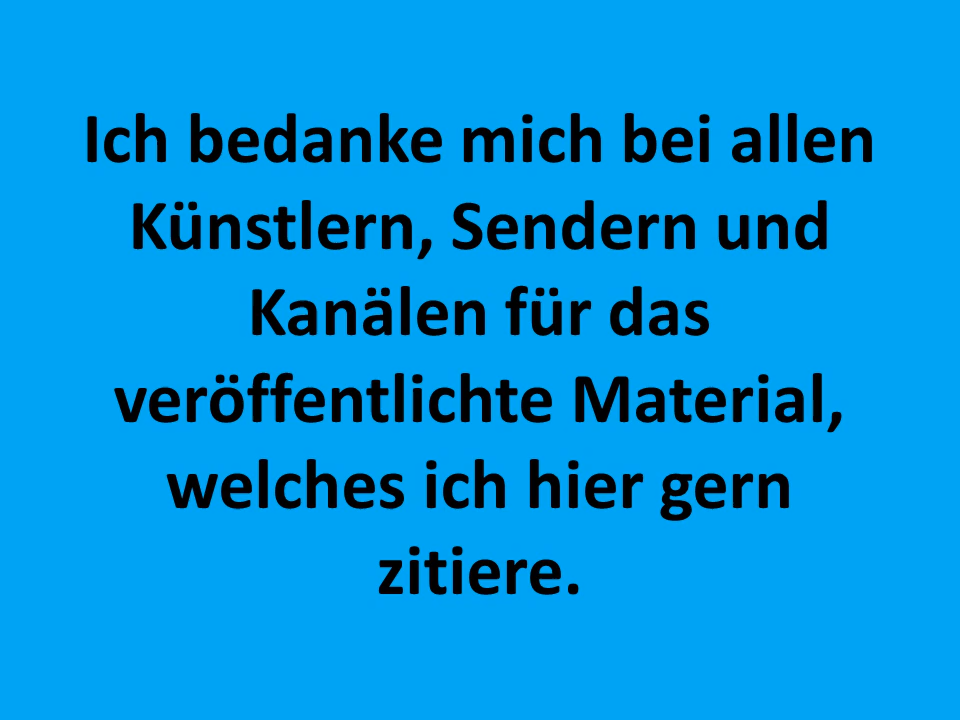 Ich bedanke mich bei allen
Künstlern, Sendern und
Kanälen für das
veröffentlichte Material,
welches ich hier gern
zitiere.